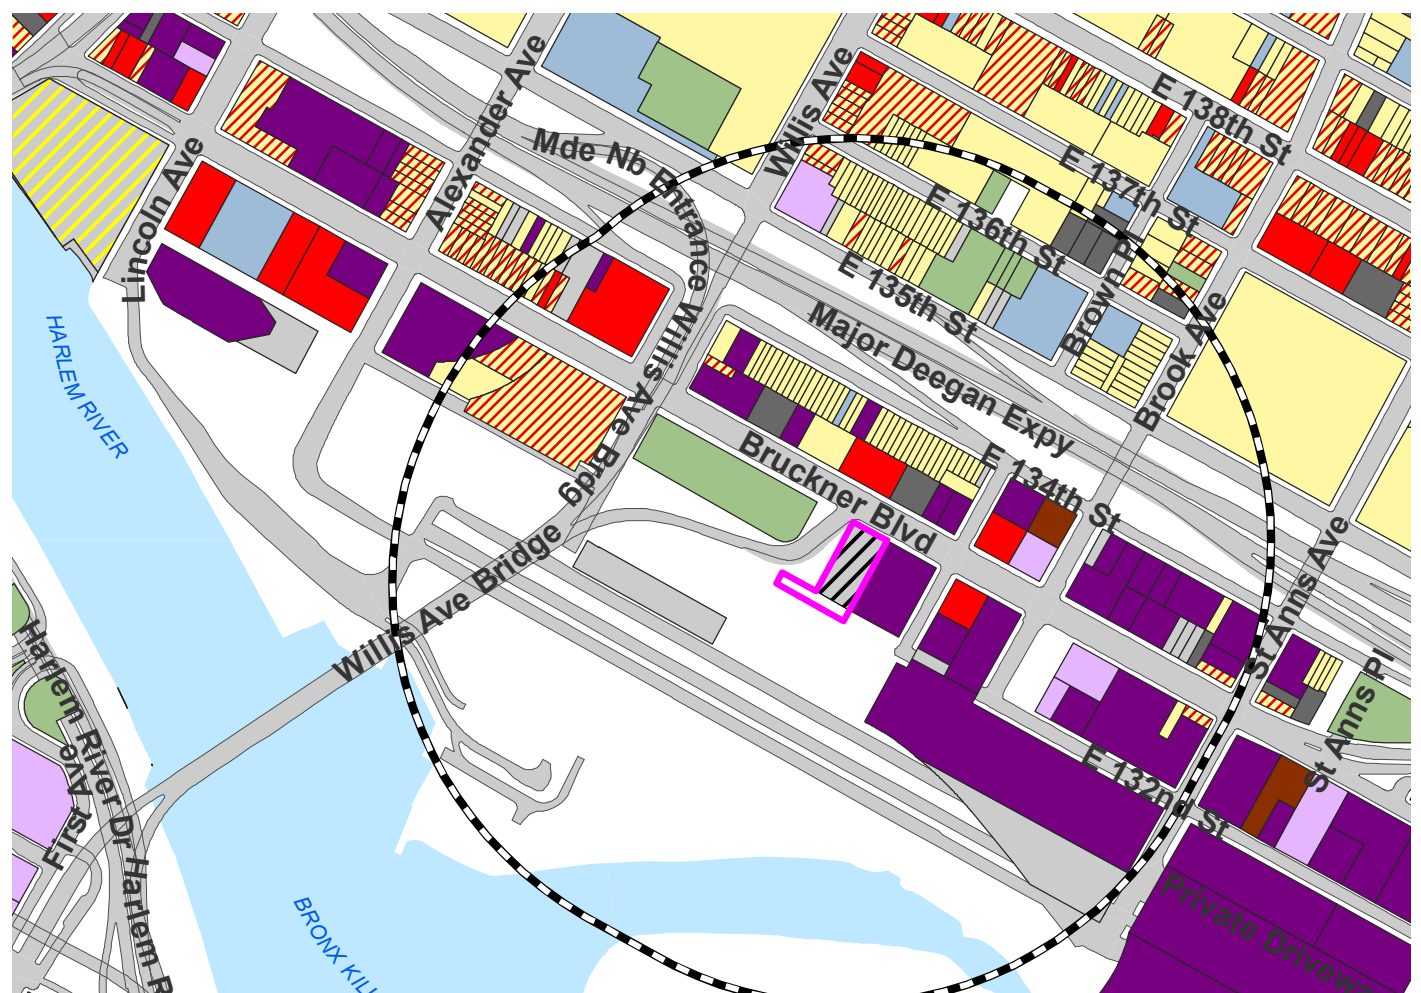 Alexander Ave
Willis Ave
E 138th St
Mde Nb Entrance Willis Ave Brdg
E 137th St
Lincoln Ave
E 136th St
Brown Pl
E 135th St
Brook Ave
Major Deegan Expy
HARLEM RIVER
Bruckner Blvd
E 134th St
St Anns Ave
Willis Ave Bridge
Harlem River Dr
Harlem R
First Ave
St Anns Pl
E 132nd St
Private Drivewa
BRONX KILL